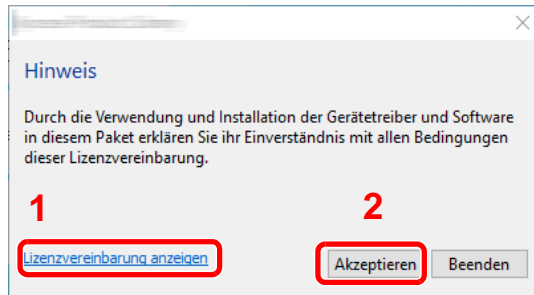 Hinweis
Durch die Verwendung und Installation der Gerätetreiber und Software
in diesem Paket erklären Sie ihr Einverständnis mit allen Bedingungen
dieser Lizenzvereinbarung.
1
2
Lizenzvereinbarung anzeigen
Akzeptieren
Beenden